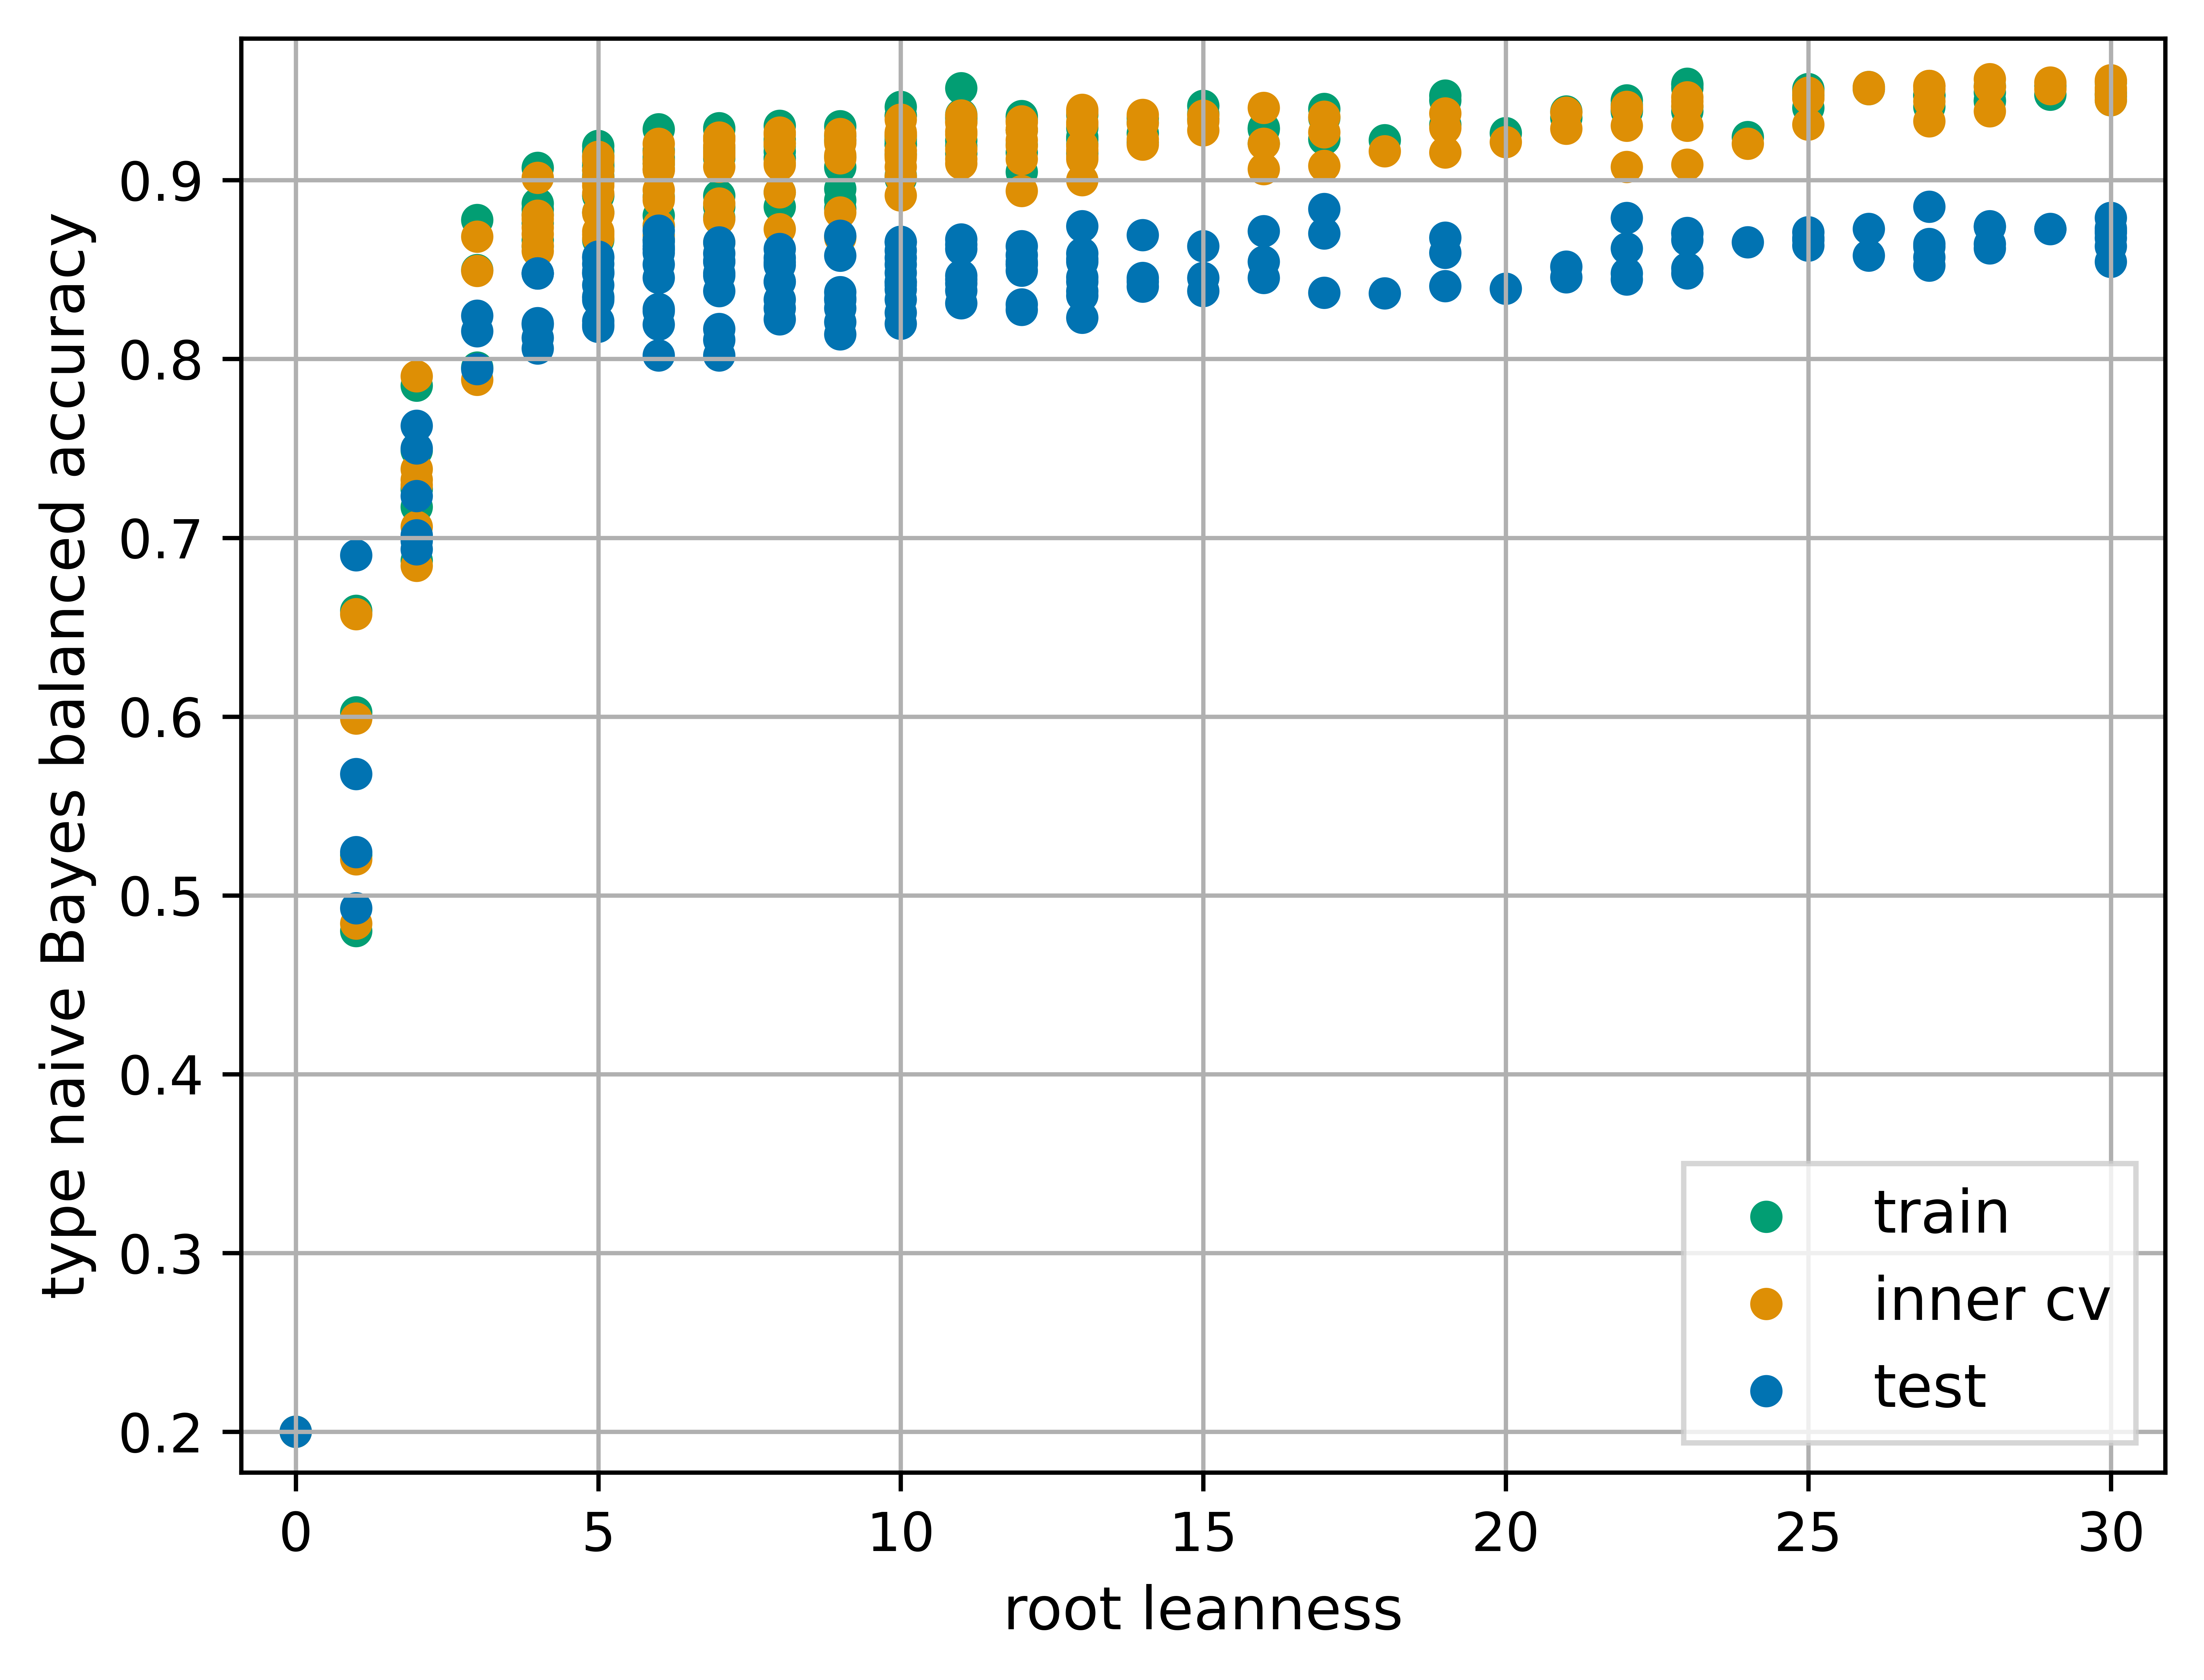 type naive Bayes balanced accuracy
0.9
0.8
0.7
0.6
0.5
0.4
0.3
0.2
train
inner cv
test
0 5 10 15 20 25 30
root leanness